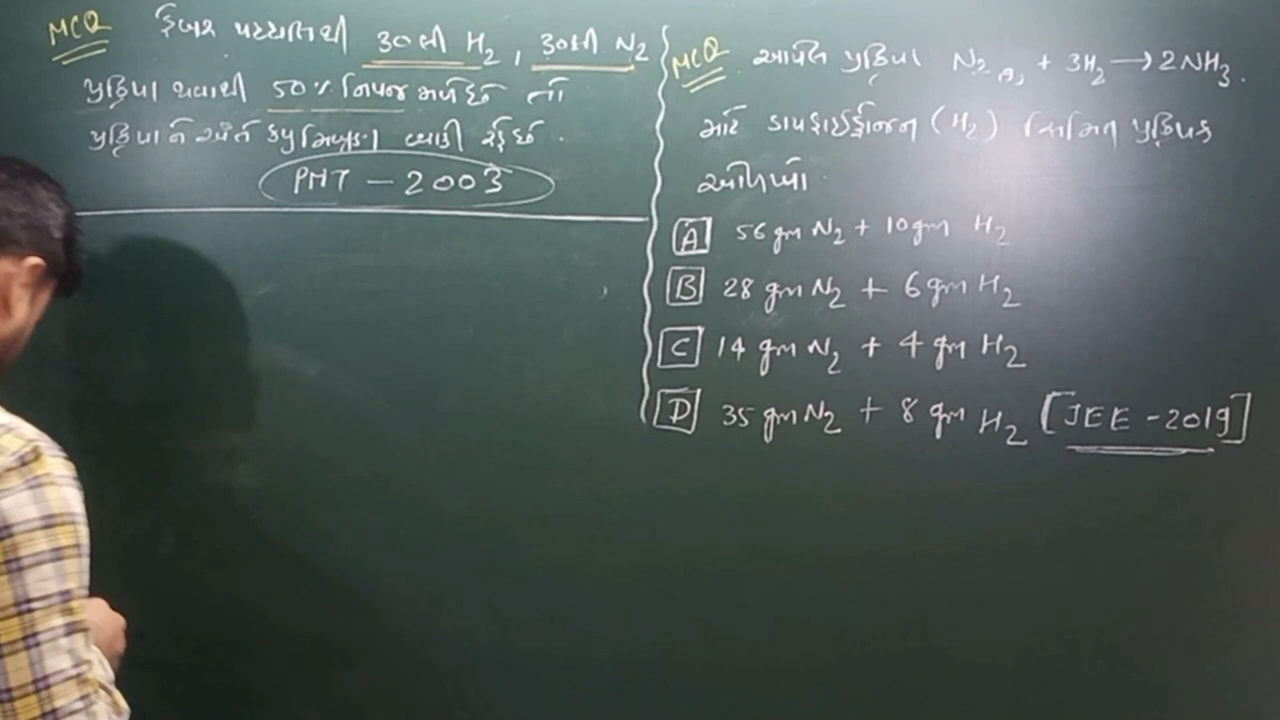 MCQ હેબર પધ્ધતિથી 30લી H₂, 30લી N₂
પ્રક્રિયા થવાથી 50% નિપજ મળે છે તો
પ્રક્રિયાને અંતે કયુ મિશ્રણ બાકી રહેશે.
PMT - 2003
MCQ આપેલ પ્રક્રિયા N₂ + 3H₂ → 2NH₃.
માટે ડાયહાઈડ્રોજન (H₂) સિમિત પ્રક્રિયક
A 56 gm N₂ + 10 gm H₂
B 28 gm N₂ + 6 gm H₂
C 14 gm N₂ + 4 gm H₂
D 35 gm N₂ + 8 gm H₂ [JEE - 2019]